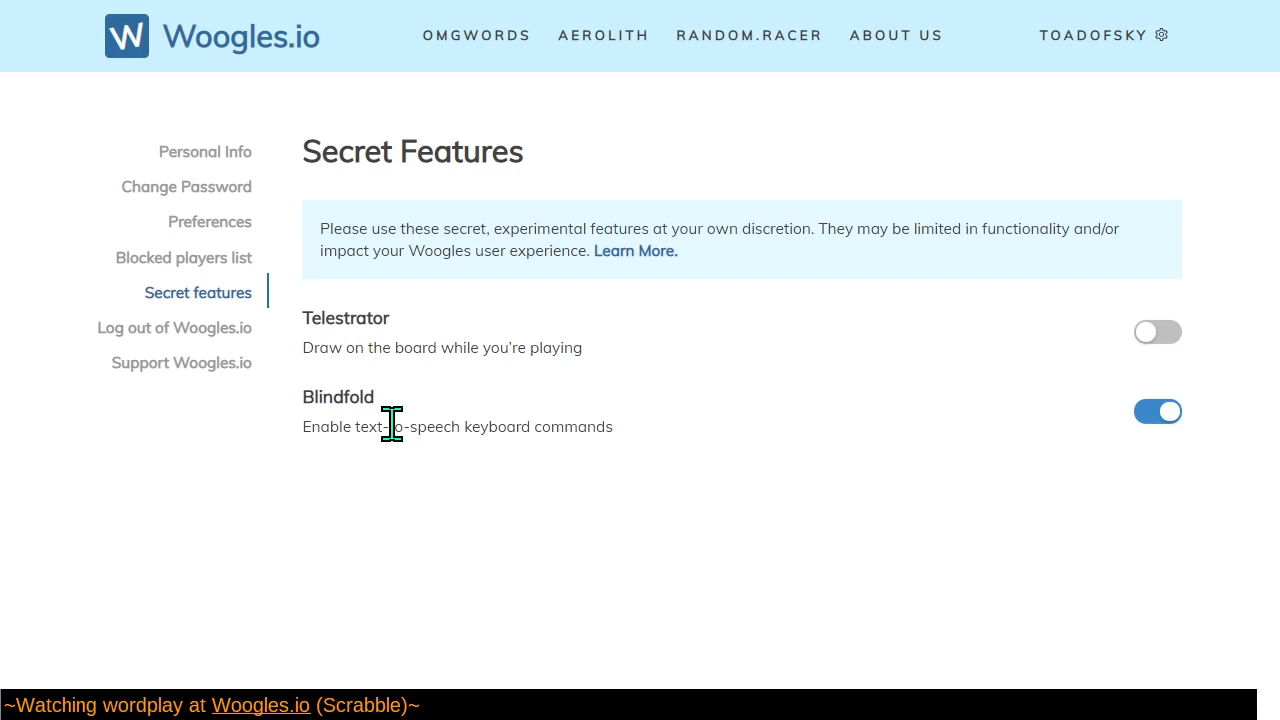 W Woogles.io
OMGWORDS AEROLITH RANDOM.RACER ABOUT US TOADOFSKY
Personal Info
Change Password
Preferences
Blocked players list
Secret features
Log out of Woogles.io
Support Woogles.io
Secret Features
Please use these secret, experimental features at your own discretion. They may be limited in functionality and/or
impact your Woogles user experience. Learn More.
Telestrator
Draw on the board while you're playing
Blindfold
Enable text-to-speech keyboard commands
~Watching wordplay at Woogles.io (Scrabble)~